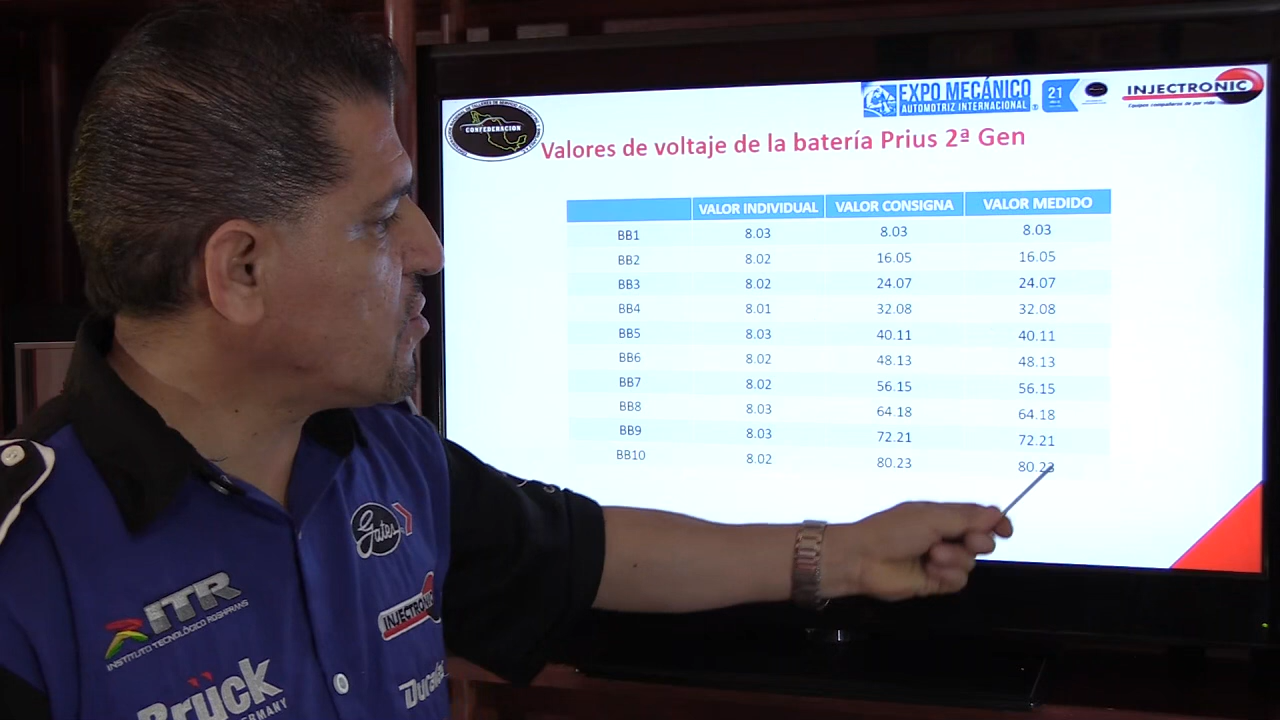 EXPO MECÁNICO
AUTOMOTRIZ INTERNACIONAL
21
INJECTRONIC
CONFEDERACION
Valores de voltaje de la batería Prius 2ª Gen
VALOR INDIVIDUAL VALOR CONSIGNA VALOR MEDIDO
BB1 8.03 8.03 8.03
BB2 8.02 16.05 16.05
BB3 8.02 24.07 24.07
BB4 8.01 32.08 32.08
BB5 8.03 40.11 40.11
BB6 8.02 48.13 48.13
BB7 8.02 56.15 56.15
BB8 8.03 64.18 64.18
BB9 8.03 72.21 72.21
BB10 8.02 80.23 80.23
Gates
ITR
INSTITUTO TECNOLÓGICO ROSHFRANS
INJECTRONIC
Brück